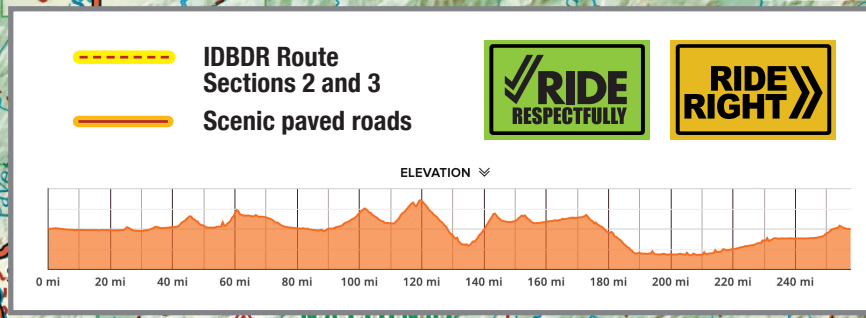 IDBDR Route
Sections 2 and 3
Scenic paved roads
RIDE
RESPECTFULLY
RIDE
RIGHT
ELEVATION
0 mi 20 mi 40 mi 60 mi 80 mi 100 mi 120 mi 140 mi 160 mi 180 mi 200 mi 220 mi 240 mi